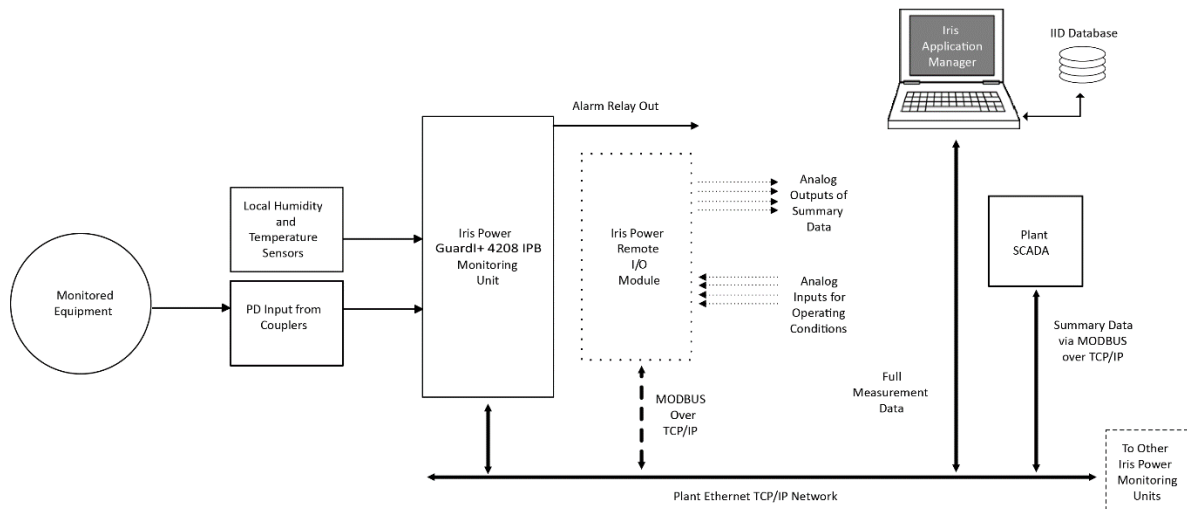 Iris
Application
Manager
IID Database
Alarm Relay Out
Local Humidity
and
Temperature
Sensors
Iris Power
GuardI+ 4208 IPB
Monitoring
Unit
Iris Power
Remote
I/O
Module
Analog
Outputs of
Summary
Data
Plant
SCADA
Monitored
Equipment
PD Input from
Couplers
Analog
Inputs for
Operating
Conditions
Summary Data
via MODBUS
over TCP/IP
MODBUS
Over
TCP/IP
Full
Measurement
Data
Plant Ethernet TCP/IP Network
To Other
Iris Power
Monitoring
Units